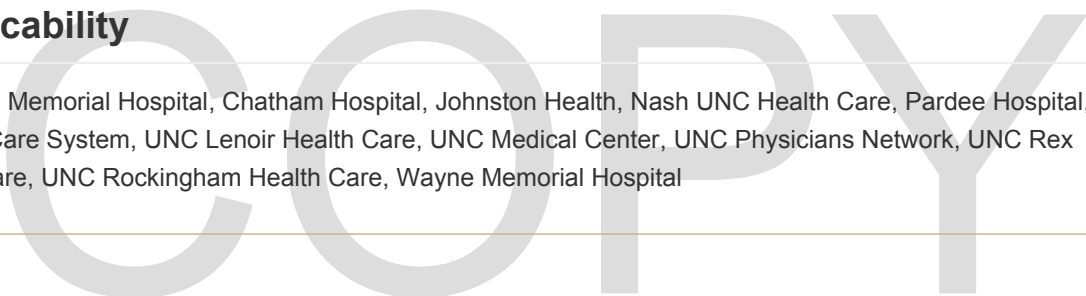 cability
Memorial Hospital, Chatham Hospital, Johnston Health, Nash UNC Health Care, Pardee Hospital,
Care System, UNC Lenoir Health Care, UNC Medical Center, UNC Physicians Network, UNC Rex
are, UNC Rockingham Health Care, Wayne Memorial Hospital
COPY